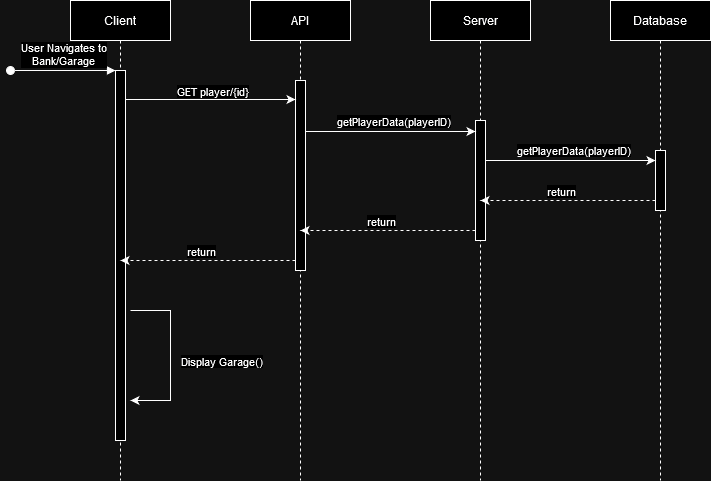 Client
API
Server
Database
User Navigates to
Bank/Garage
GET player/{id}
getPlayerData(playerID)
getPlayerData(playerID)
return
return
return
Display Garage()